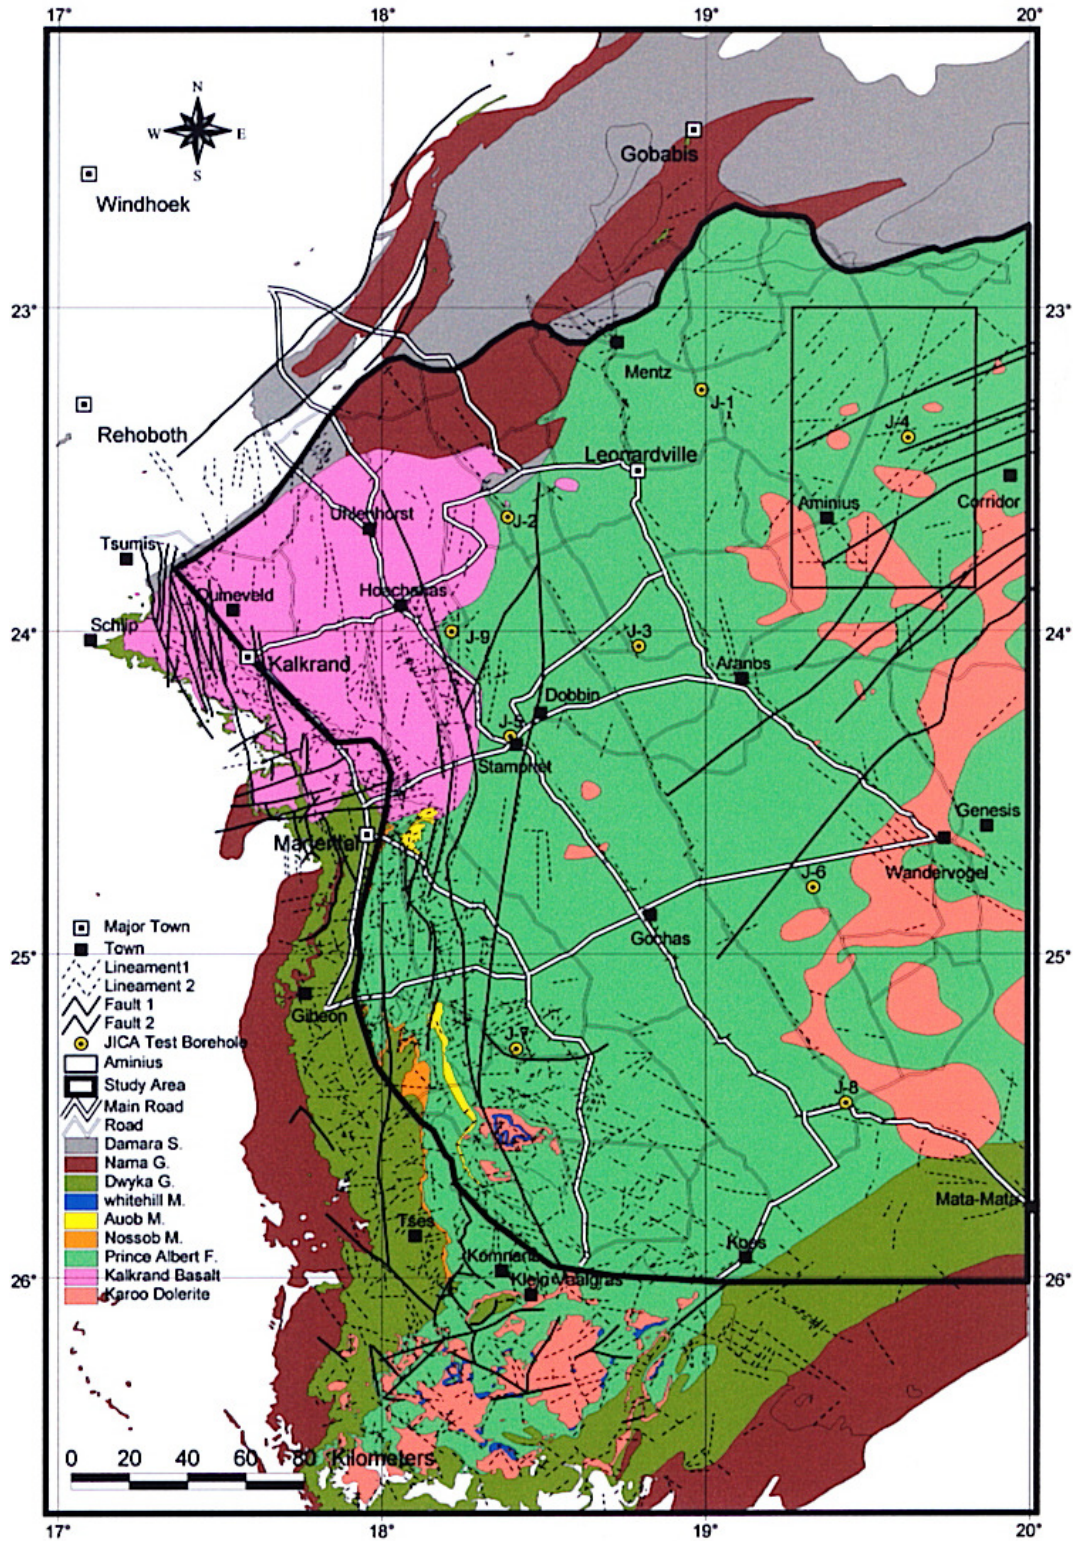 17° 18° 19° 20°
N
W E
S
Gobabis
Windhoek
23° 23°
Mentz
J-1
Rehoboth
J-4
Leonardville
Aminius
Corridor
Uhlenhorst
J-2
Tsumis
Hoachanas
Dumeveld
Schlip
J-9
J-3
24° 24°
Kalkrand
Aranos
Dobbin
J-5
Stampriet
Genesis
Mariental
Wandervogel
J-6
Gochas
Major Town
Town
25° 25°
Lineament1
Lineament 2
Fault 1
Gibeon
Fault 2
JICA Test Borehole
J-7
Aminius
Study Area
J-8
Main Road
Road
Damara S.
Nama G.
Dwyka G.
whitehill M.
Mata-Mata
Auob M.
Tses
Nossob M.
Koes
Prince Albert F.
Kalkrand Basalt
26° 26°
Klein Vaalgras
Karoo Dolerite
0 20 40 60 80 Kilometers
17° 18° 19° 20°